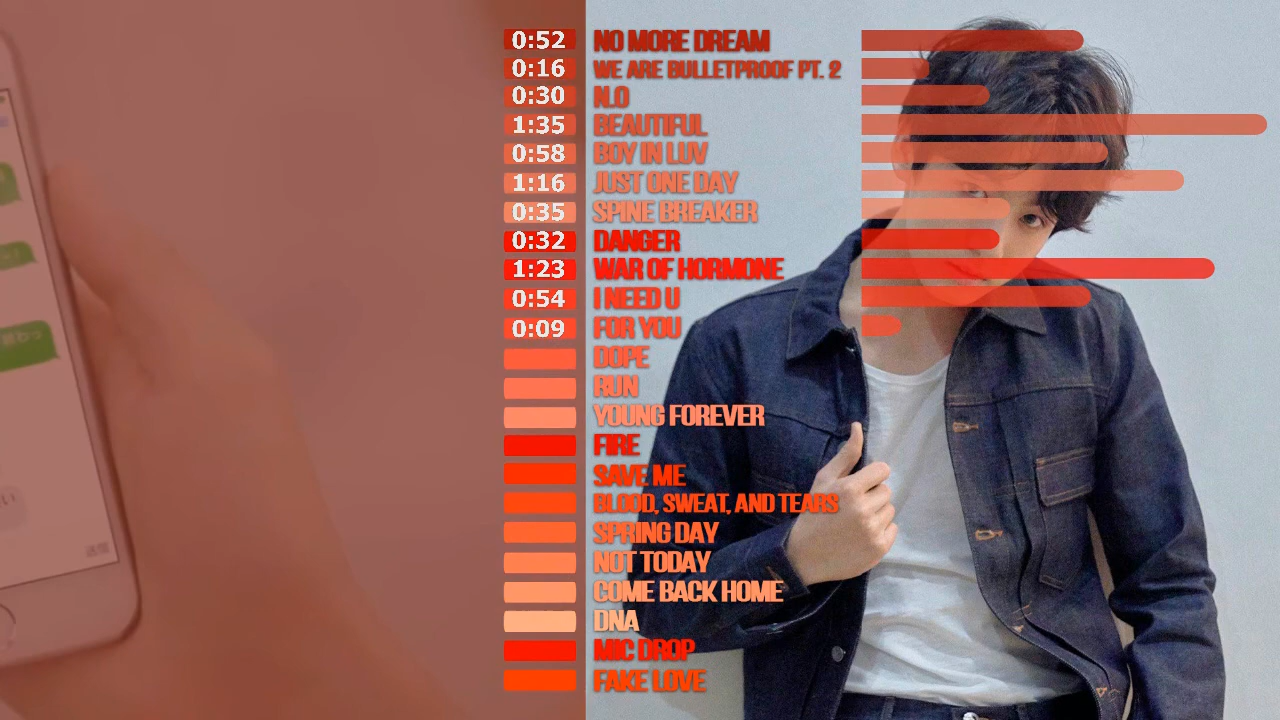 0:52 NO MORE DREAM
0:16 WE ARE BULLETPROOF PT. 2
0:30 N.O
1:35 BEAUTIFUL
0:58 BOY IN LUV
1:16 JUST ONE DAY
0:35 SPINE BREAKER
0:32 DANGER
1:23 WAR OF HORMONE
0:54 I NEED U
0:09 FOR YOU
DOPE
RUN
YOUNG FOREVER
FIRE
SAVE ME
BLOOD, SWEAT, AND TEARS
SPRING DAY
NOT TODAY
COME BACK HOME
DNA
MIC DROP
FAKE LOVE